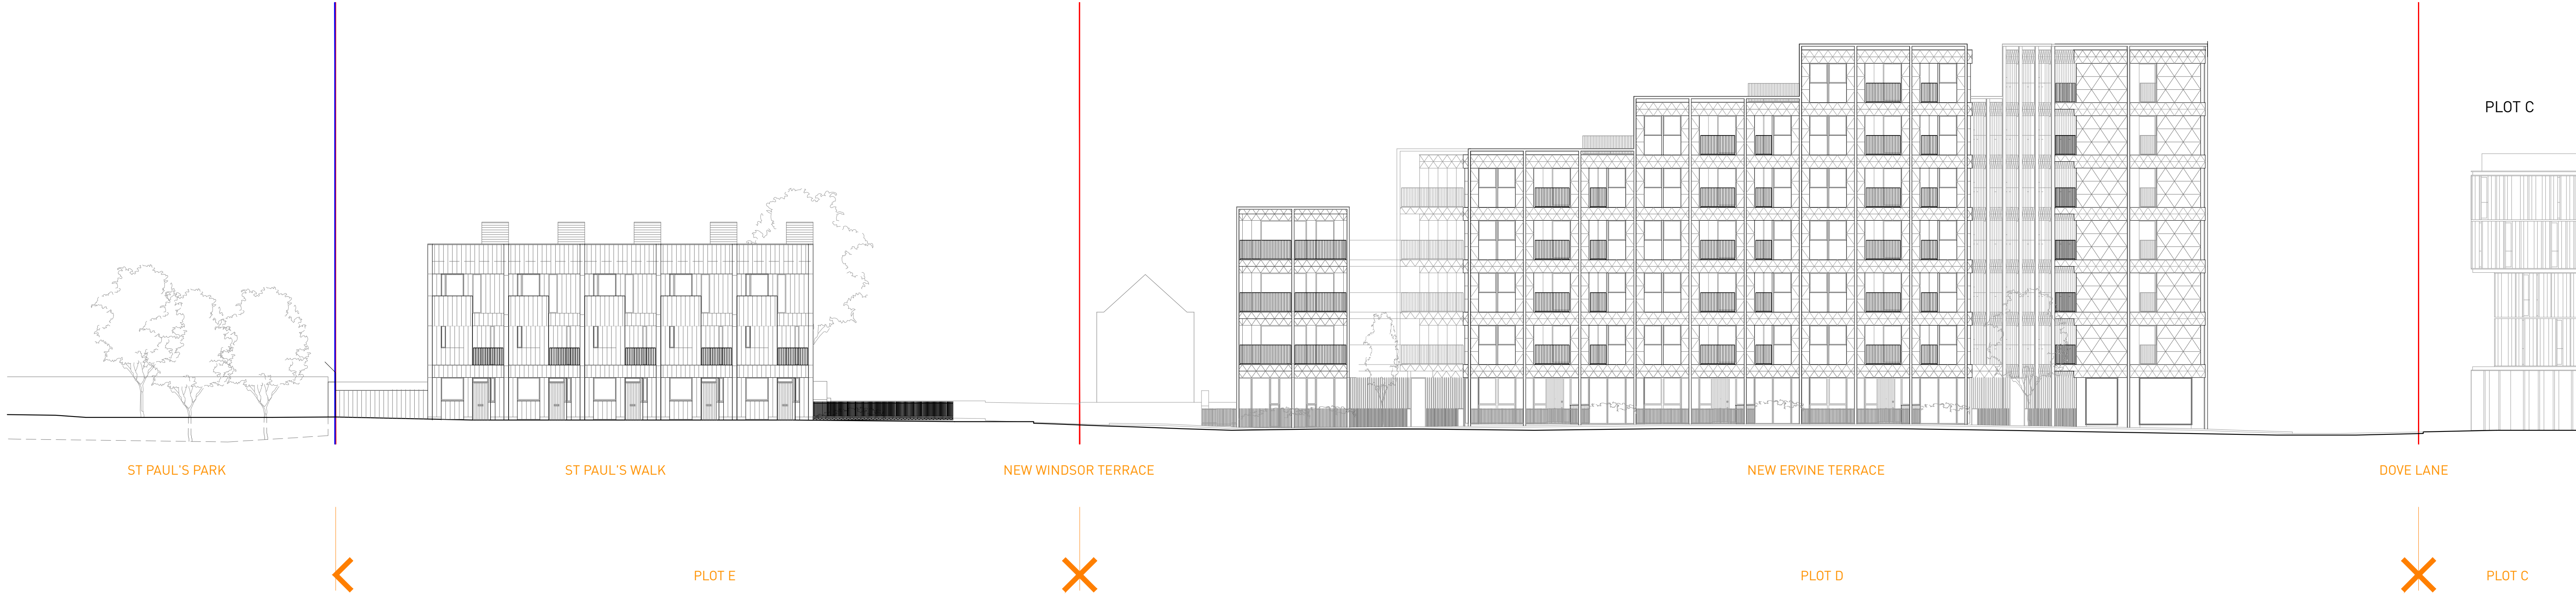 PLOT C
ST PAUL'S PARK
ST PAUL'S WALK
NEW WINDSOR TERRACE
NEW ERVINE TERRACE
DOVE LANE
PLOT E
PLOT D
PLOT C